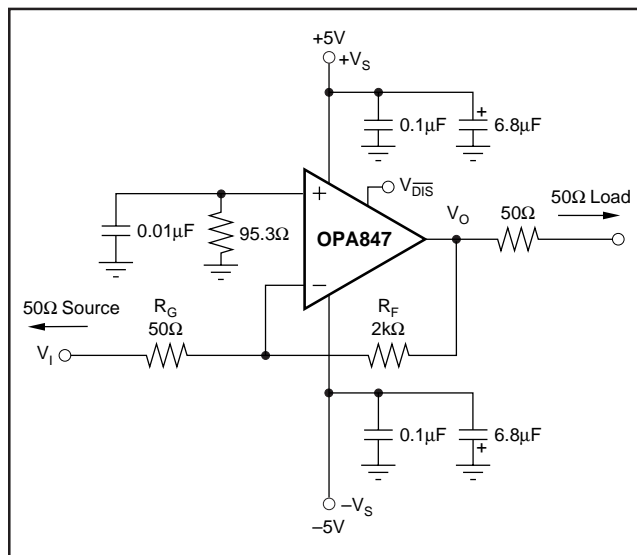 +5V
+V_S
0.1μF
6.8μF
+
V_DIS̅
+
OPA847
−
0.01μF
95.3Ω
V_O
50Ω
50Ω Load
50Ω Source
V_I
R_G
50Ω
R_F
2kΩ
0.1μF
6.8μF
+
−V_S
−5V